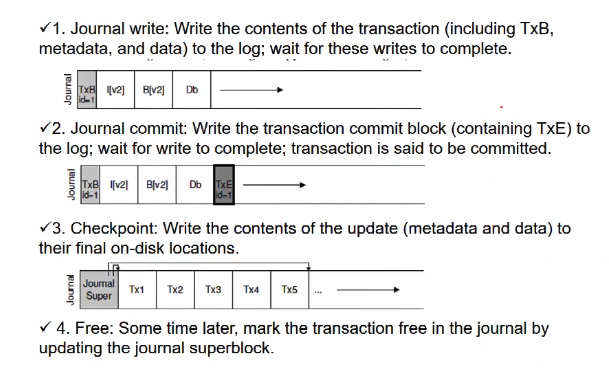 ✓1. Journal write: Write the contents of the transaction (including TxB,
metadata, and data) to the log; wait for these writes to complete.
Journal
TxB
id=1
I[v2]
B[v2]
Db
✓2. Journal commit: Write the transaction commit block (containing TxE) to
the log; wait for write to complete; transaction is said to be committed.
Journal
TxB
id=1
I[v2]
B[v2]
Db
TxE
id=1
✓3. Checkpoint: Write the contents of the update (metadata and data) to
their final on-disk locations.
Journal
Journal
Super
Tx1
Tx2
Tx3
Tx4
Tx5
...
✓ 4. Free: Some time later, mark the transaction free in the journal by
updating the journal superblock.